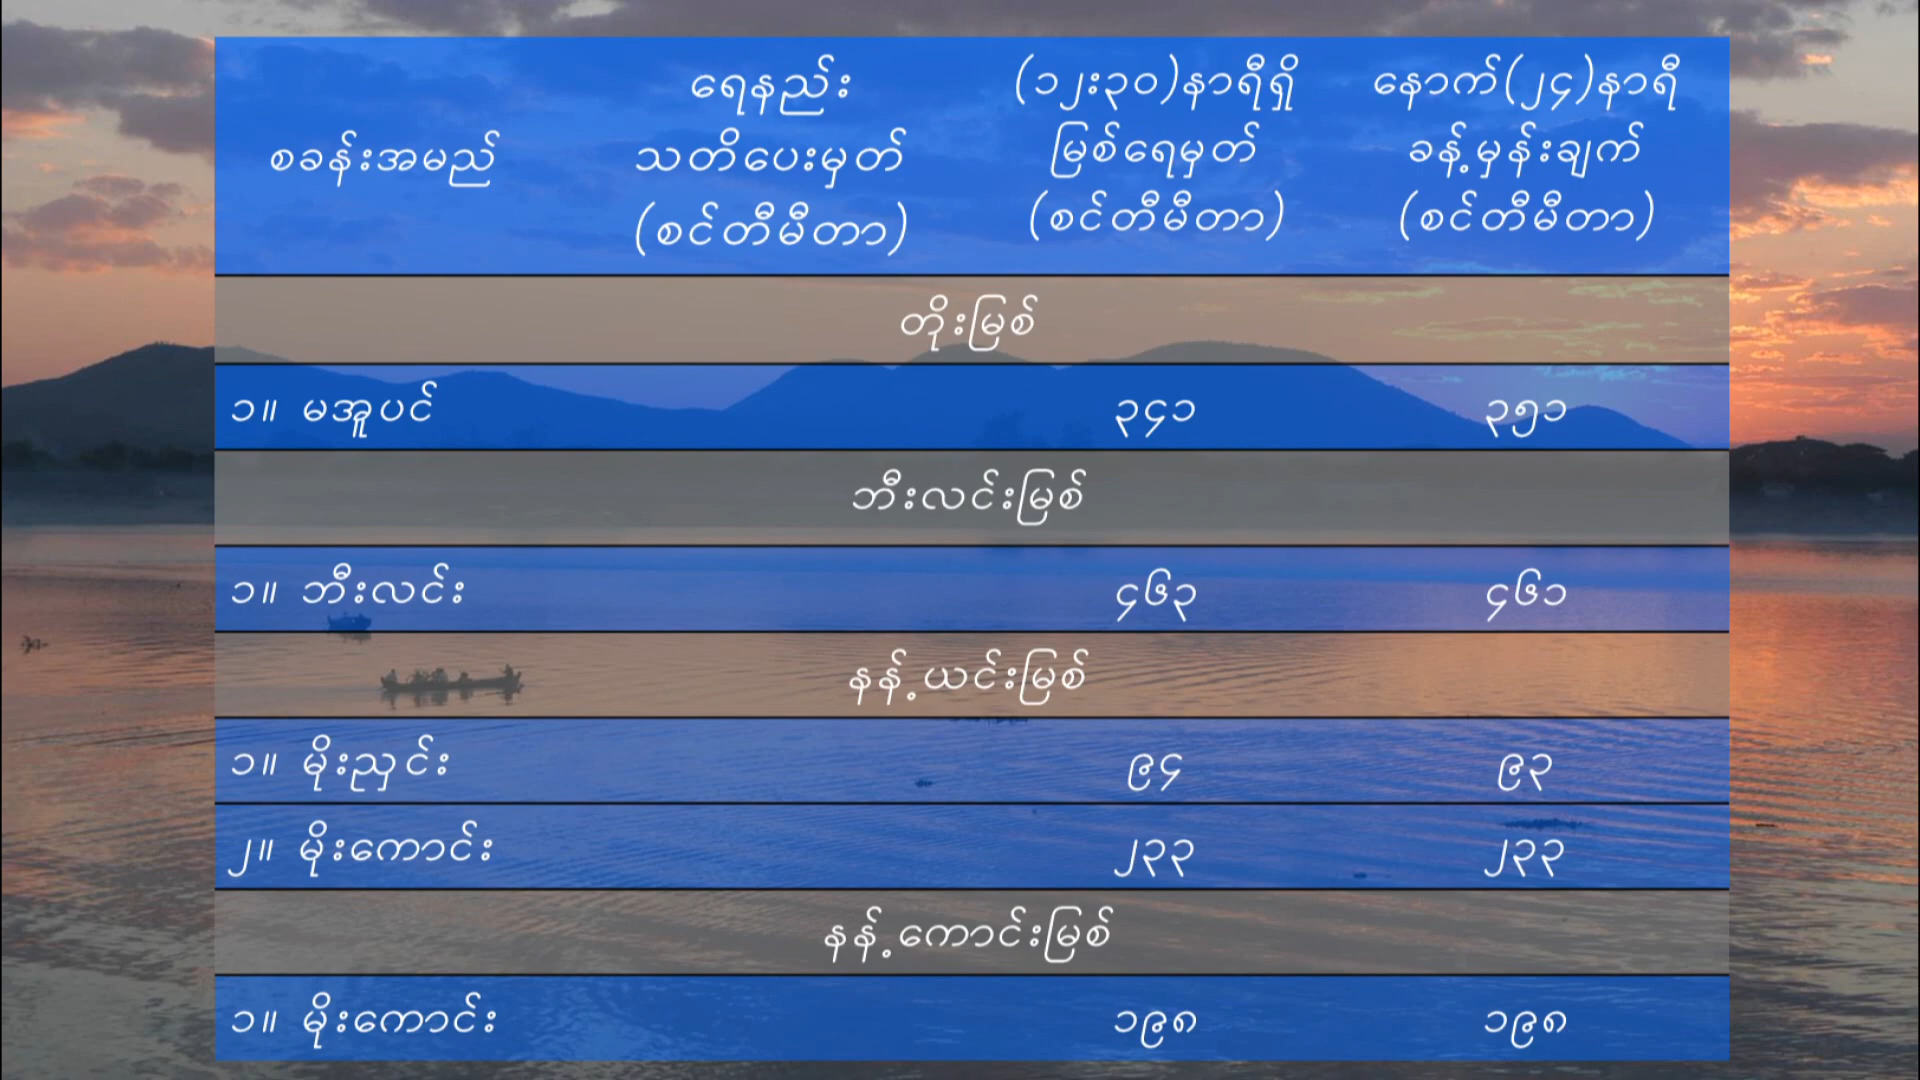 စခန်းအမည်
ရေနည်း
သတိပေးမှတ်
(စင်တီမီတာ)
(၁၂း၃၀)နာရီရှိ
မြစ်ရေမှတ်
(စင်တီမီတာ)
နောက်(၂၄)နာရီ
ခန့်မှန်းချက်
(စင်တီမီတာ)
တိုးမြစ်
၁။ မအူပင် ၃၄၁ ၃၅၁
ဘီးလင်းမြစ်
၁။ ဘီးလင်း ၄၆၃ ၄၆၁
နန့်ယင်းမြစ်
၁။ မိုးညှင်း ၉၄ ၉၃
၂။ မိုးကောင်း ၂၃၃ ၂၃၃
နန့်ကောင်းမြစ်
၁။ မိုးကောင်း ၁၉၈ ၁၉၈